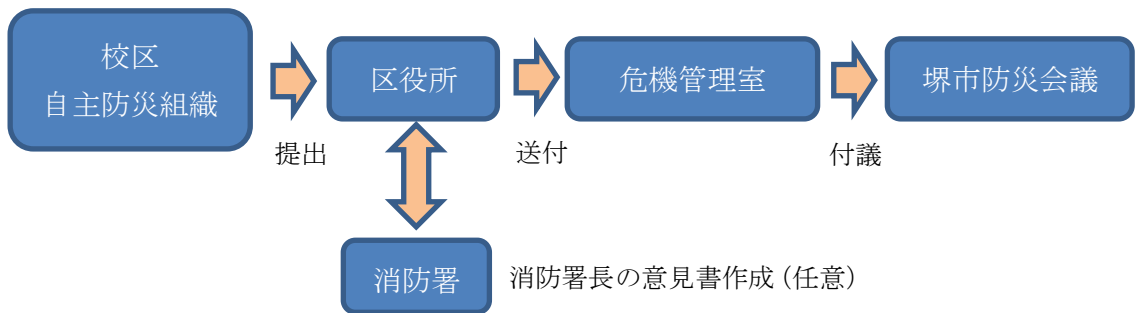 校区
自主防災組織
提出
区役所
送付
危機管理室
付議
堺市防災会議
消防署
消防署長の意見書作成（任意）